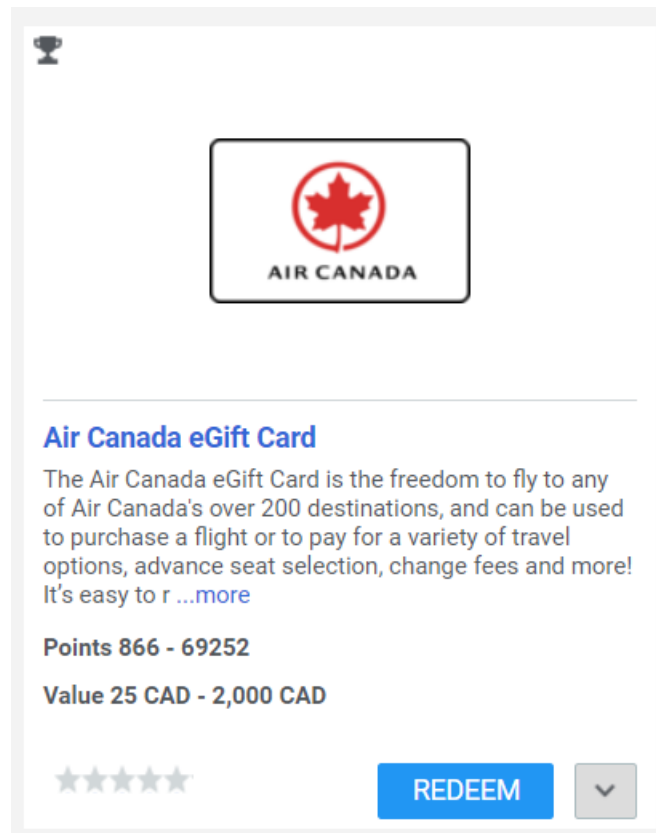 AIR CANADA
Air Canada eGift Card
The Air Canada eGift Card is the freedom to fly to any
of Air Canada's over 200 destinations, and can be used
to purchase a flight or to pay for a variety of travel
options, advance seat selection, change fees and more!
It’s easy to r ...more
Points 866 - 69252
Value 25 CAD - 2,000 CAD
REDEEM